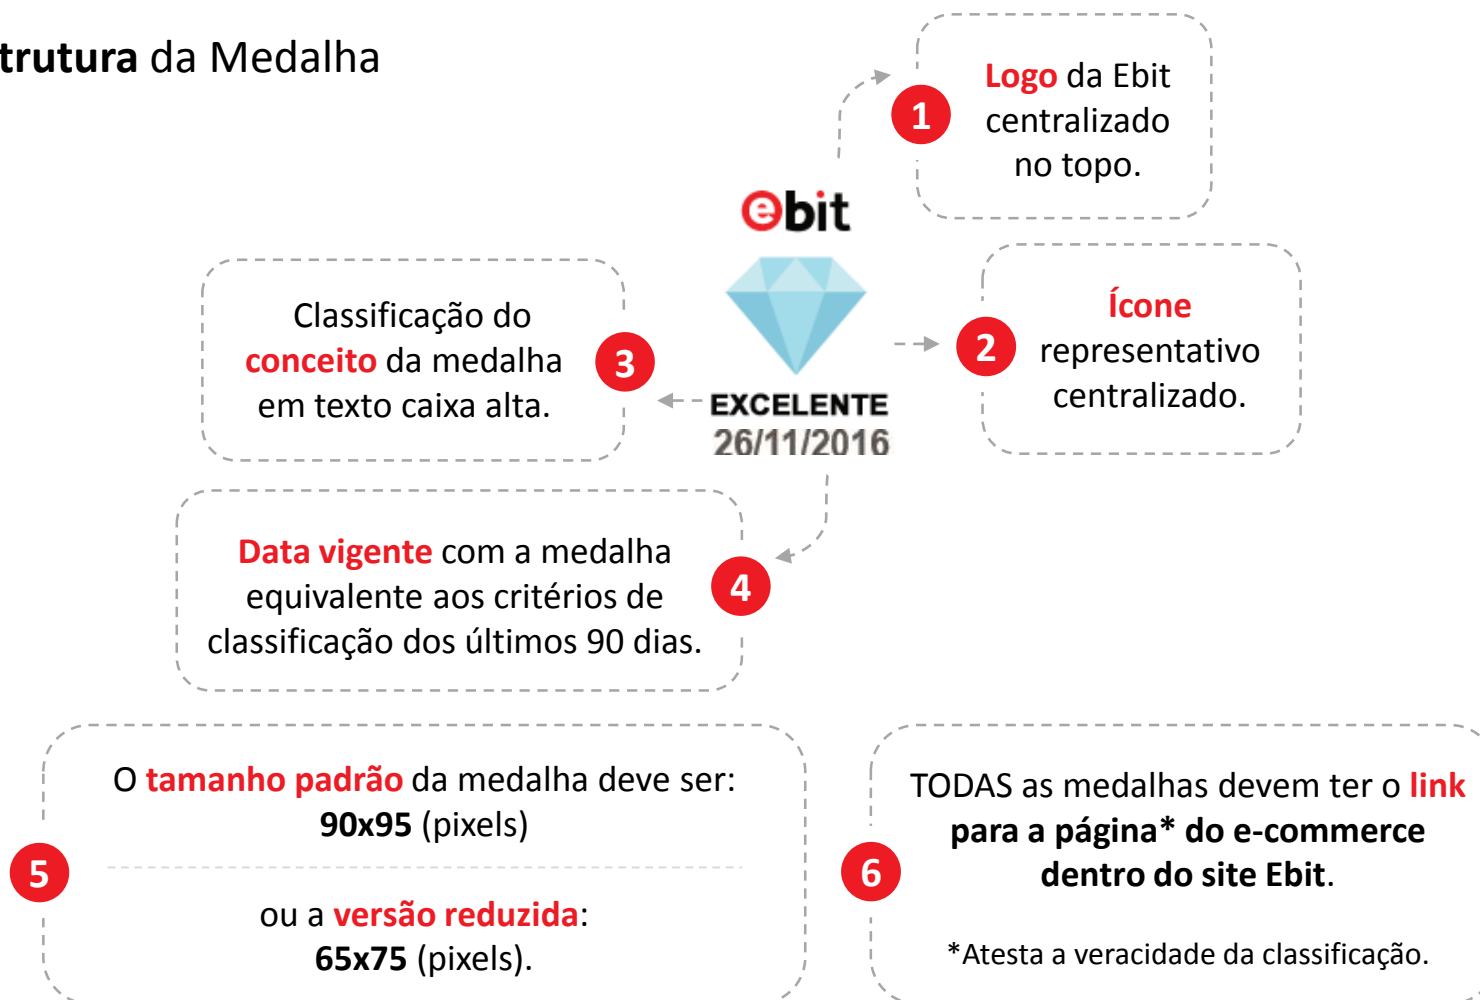 trutura da Medalha
1
Logo da Ebit
centralizado
no topo.
ebit
EXCELENTE
26/11/2016
2
Ícone
representativo
centralizado.
3
Classificação do
conceito da medalha
em texto caixa alta.
4
Data vigente com a medalha
equivalente aos critérios de
classificação dos últimos 90 dias.
5
O tamanho padrão da medalha deve ser:
90x95 (pixels)
ou a versão reduzida:
65x75 (pixels).
6
TODAS as medalhas devem ter o link
para a página* do e-commerce
dentro do site Ebit.
*Atesta a veracidade da classificação.